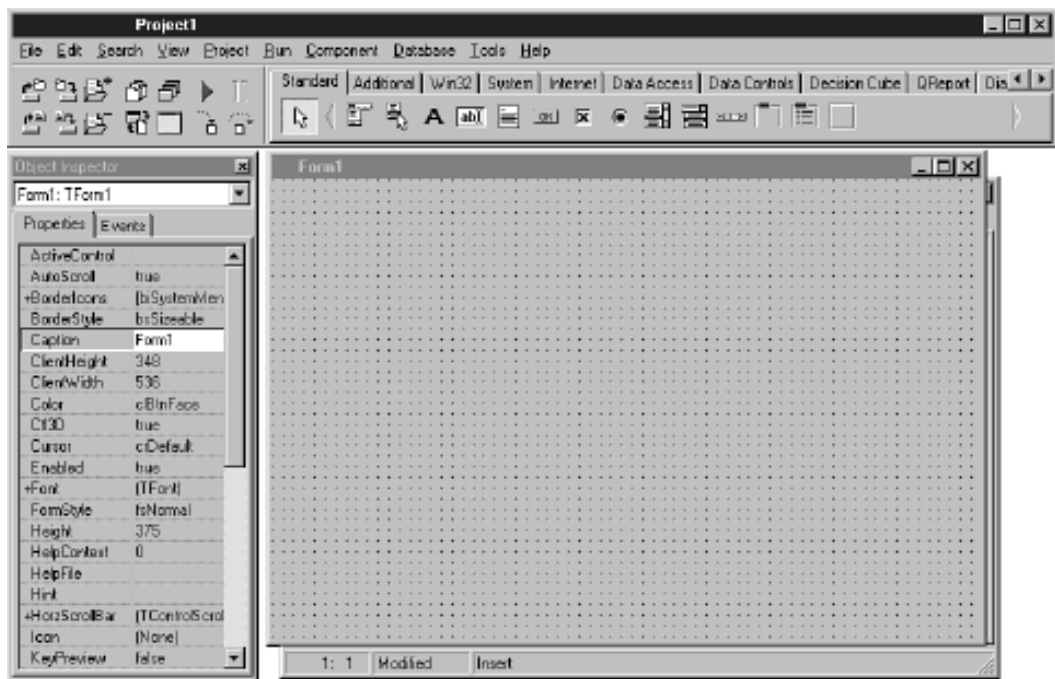 Project1
File Edit Search View Project Run Component Database Tools Help
Standard Additional Win32 System Internet Data Access Data Controls Decision Cube QReport Dia
A ab OK
Object Inspector
Form1: TForm1
Properties Events
ActiveControl
AutoScroll true
+BorderIcons [biSystemMen
BorderStyle bsSizeable
Caption Form1
ClientHeight 348
ClientWidth 536
Color clBtnFace
Ctl3D true
Cursor crDefault
Enabled true
+Font (TFont)
FormStyle fsNormal
Height 375
HelpContext 0
HelpFile
Hint
+HorzScrollBar (TControlScrol
Icon (None)
KeyPreview false
Form1
1: 1 Modified Insert